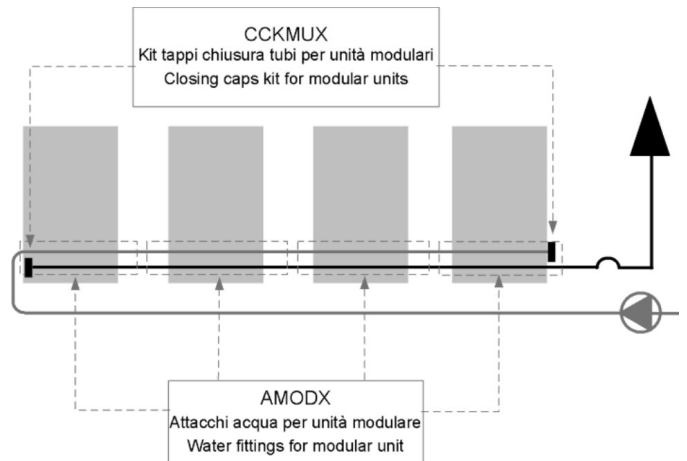 CCKMUX
Kit tappi chiusura tubi per unità modulari
Closing caps kit for modular units
AMODX
Attacchi acqua per unità modulare
Water fittings for modular unit